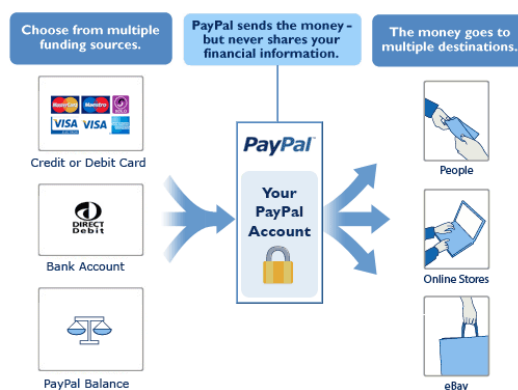 Choose from multiple
funding sources.
PayPal sends the money -
but never shares your
financial information.
The money goes to
multiple destinations.
MasterCard
Maestro
VISA
VISA
Credit or Debit Card
DIRECT
Debit
Bank Account
PayPal Balance
PayPal
Your
PayPal
Account
People
Online Stores
eBay